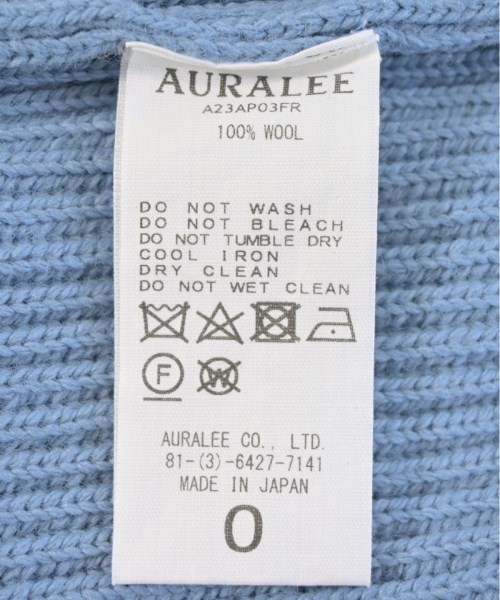 AURALEE
A23AP03FR
100% WOOL
DO NOT WASH
DO NOT BLEACH
DO NOT TUMBLE DRY
COOL IRON
DRY CLEAN
DO NOT WET CLEAN
F W
AURALEE CO., LTD.
81-(3)-6427-7141
MADE IN JAPAN
0